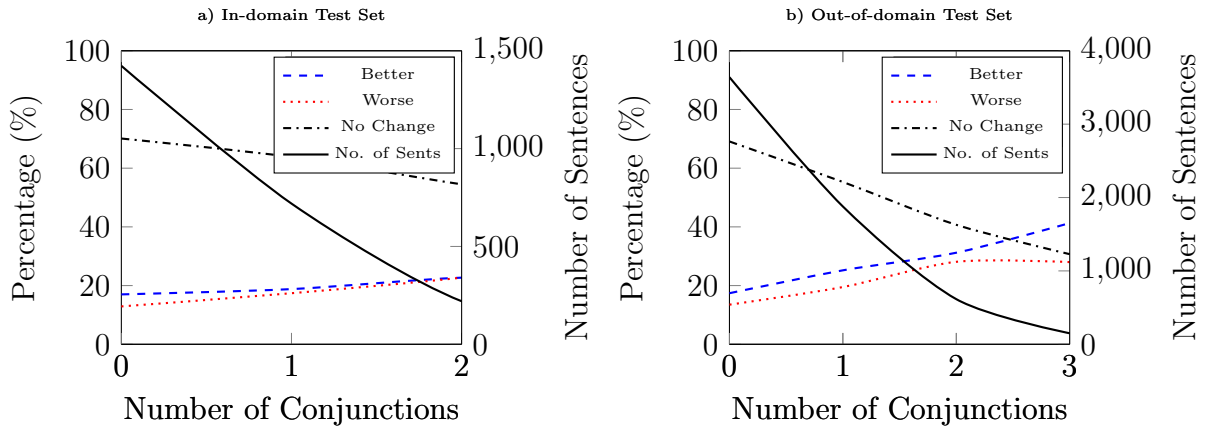 a) In-domain Test Set
100
80
60
40
20
0
1,500
1,000
500
0
0 1 2
Percentage (%)
Number of Sentences
Number of Conjunctions
Better
Worse
No Change
No. of Sents
b) Out-of-domain Test Set
100
80
60
40
20
0
4,000
3,000
2,000
1,000
0
0 1 2 3
Percentage (%)
Number of Sentences
Number of Conjunctions
Better
Worse
No Change
No. of Sents